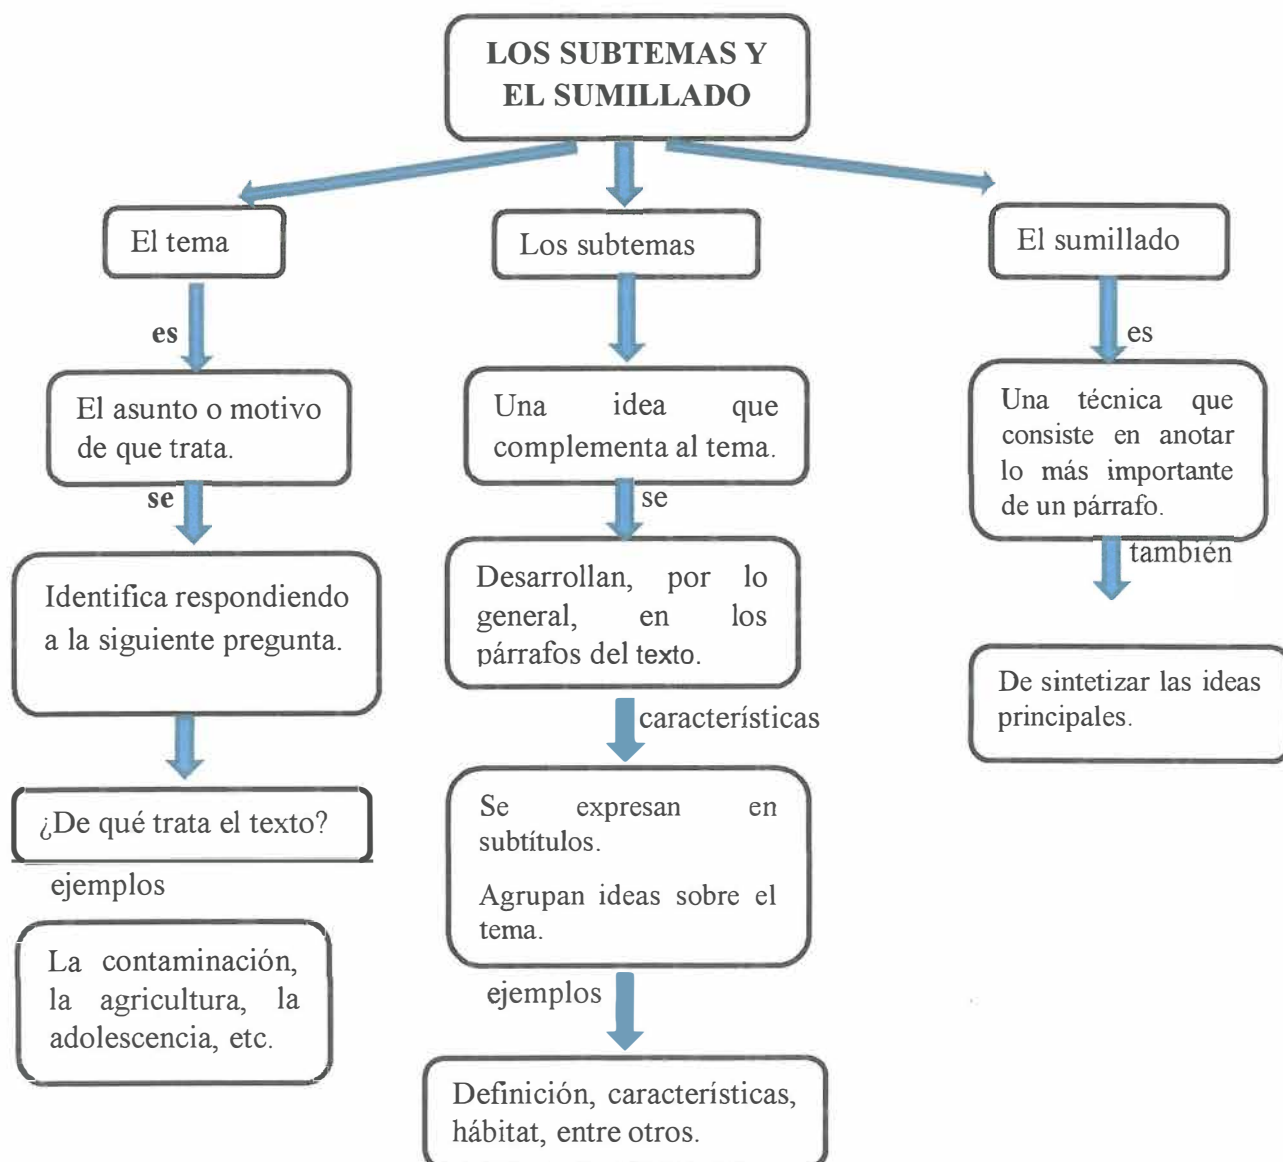 LOS SUBTEMAS Y
EL SUMILLADO
El tema
es
El asunto o motivo
de que trata.
se
Identifica respondiendo
a la siguiente pregunta.
¿De qué trata el texto?
ejemplos
La contaminación,
la agricultura, la
adolescencia, etc.
Los subtemas
Una idea que
complementa al tema.
se
Desarrollan, por lo
general, en los
párrafos del texto.
característicás
Se expresan en
subtítulos.
Agrupan ideas sobre el
tema.
ejemplos
Definición, característicás,
hábitat, entre otros.
El sumillado
es
Una técnica que
consiste en anotar
lo más importante
de un párrafo.
también
De sintetizar las ideas
principales.